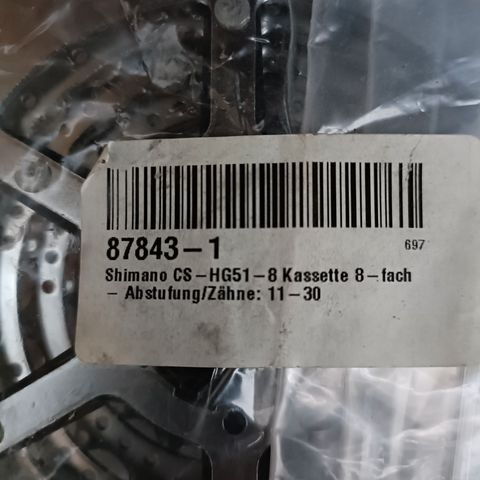 87843-1
697
Shimano CS-HG51-8 Kassette 8-fach
- Abstufung/Zähne: 11-30